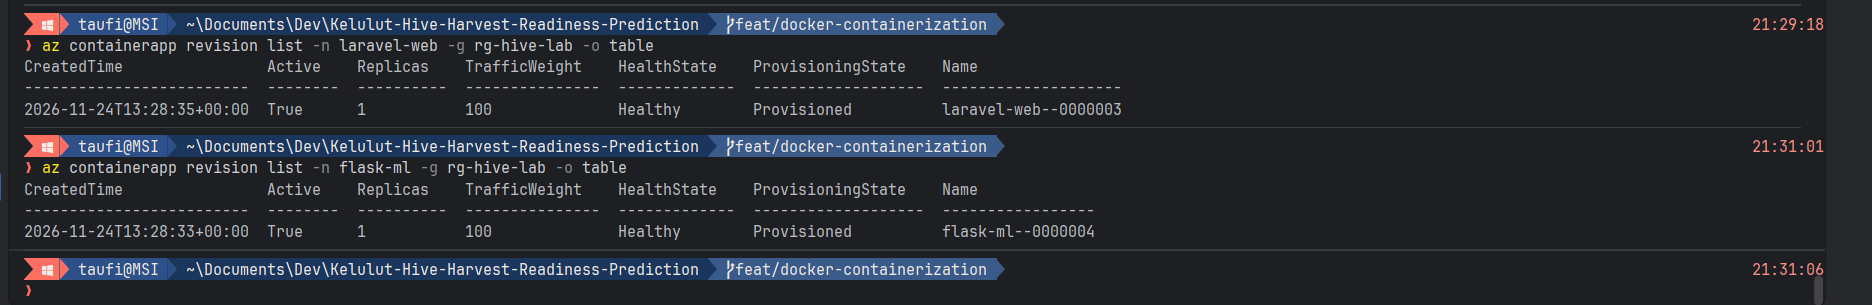 taufi@MSI ~\Documents\Dev\Kelulut-Hive-Harvest-Readiness-Prediction feat/docker-containerization 21:29:18
❯ az containerapp revision list -n laravel-web -g rg-hive-lab -o table
CreatedTime Active Replicas TrafficWeight HealthState ProvisioningState Name
------------------------- -------- ---------- --------------- ------------- ------------------- --------------------
2026-11-24T13:28:35+00:00 True 1 100 Healthy Provisioned laravel-web--0000003
taufi@MSI ~\Documents\Dev\Kelulut-Hive-Harvest-Readiness-Prediction feat/docker-containerization 21:31:01
❯ az containerapp revision list -n flask-ml -g rg-hive-lab -o table
CreatedTime Active Replicas TrafficWeight HealthState ProvisioningState Name
------------------------- -------- ---------- --------------- ------------- ------------------- -----------------
2026-11-24T13:28:33+00:00 True 1 100 Healthy Provisioned flask-ml--0000004
taufi@MSI ~\Documents\Dev\Kelulut-Hive-Harvest-Readiness-Prediction feat/docker-containerization 21:31:06
❯